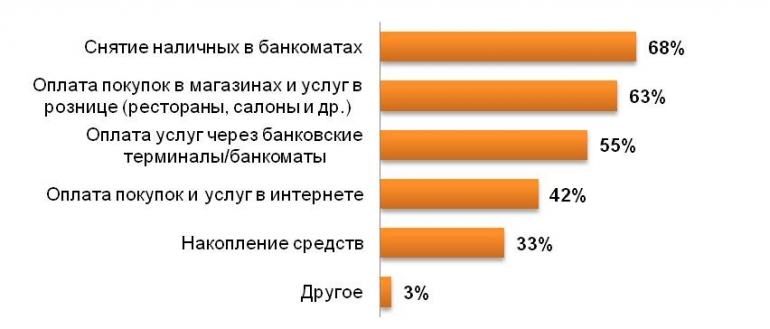 Снятие наличных в банкоматах
68%
Оплата покупок в магазинах и услуг в
рознице (рестораны, салоны и др.)
63%
Оплата услуг через банковские
терминалы/банкоматы
55%
Оплата покупок и услуг в интернете
42%
Накопление средств
33%
Другое
3%